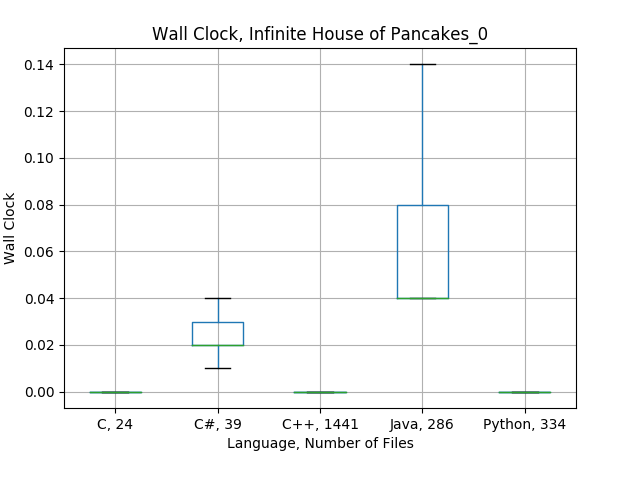 Wall Clock, Infinite House of Pancakes_0
0.14
0.12
0.10
0.08
0.06
0.04
0.02
0.00
Wall Clock
C, 24
C#, 39
C++, 1441
Java, 286
Python, 334
Language, Number of Files